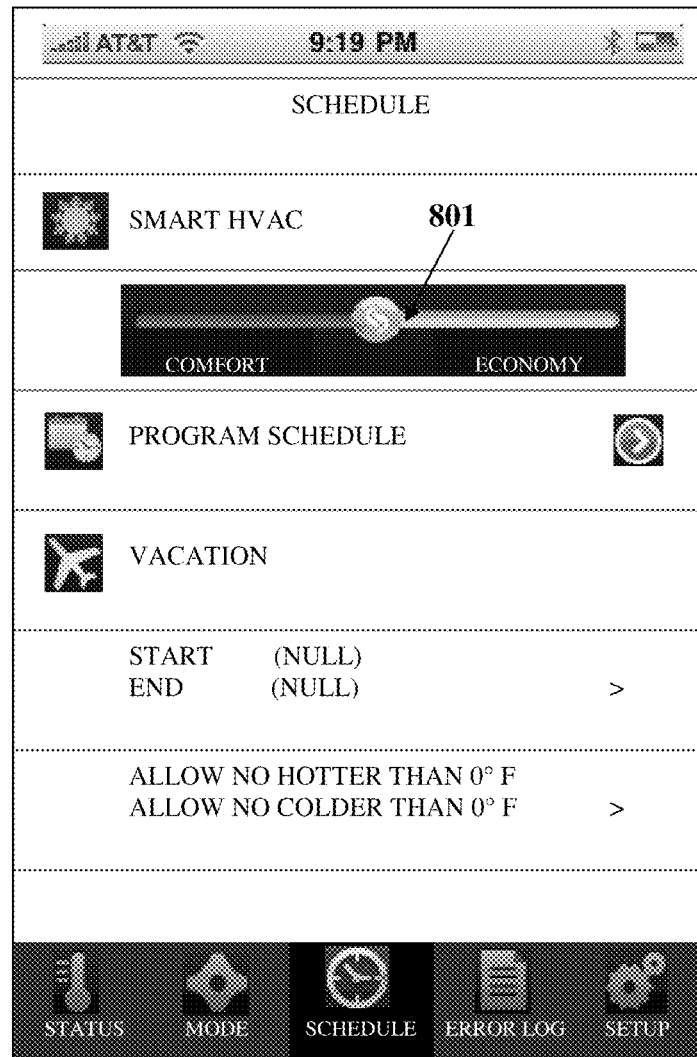 AT&T 9:19 PM
SCHEDULE
SMART HVAC 801
COMFORT ECONOMY
PROGRAM SCHEDULE
VACATION
START (NULL)
END (NULL) >
ALLOW NO HOTTER THAN 0° F
ALLOW NO COLDER THAN 0° F >
STATUS MODE SCHEDULE ERROR LOG SETUP